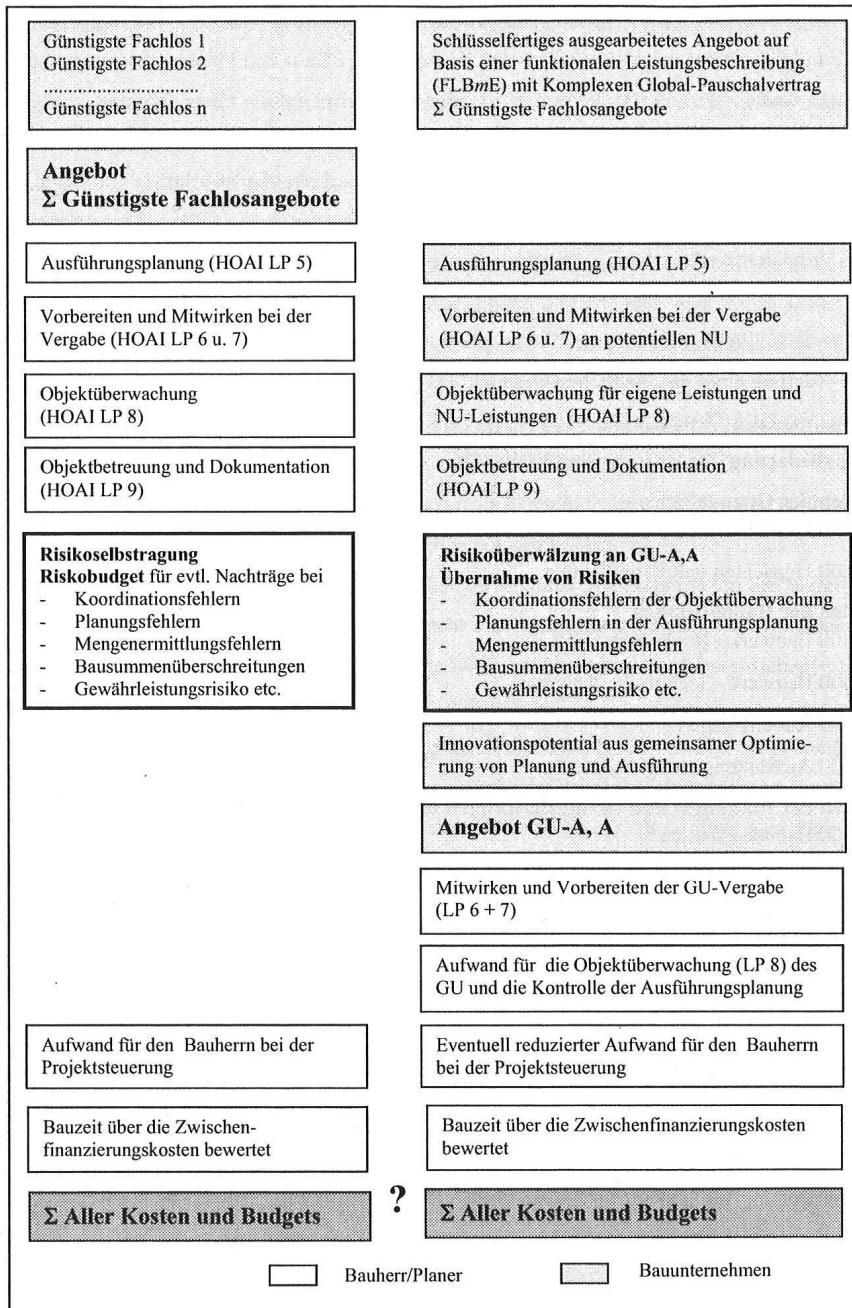 Günstigste Fachlos 1
Günstigste Fachlos 2
................................
Günstigste Fachlos n
Angebot
Σ Günstigste Fachlosangebote
Ausführungsplanung (HOAI LP 5)
Vorbereiten und Mitwirken bei der
Vergabe (HOAI LP 6 u. 7)
Objektüberwachung
(HOAI LP 8)
Objektbetreuung und Dokumentation
(HOAI LP 9)
Risikoselbstragung
Riskobudget für evtl. Nachträge bei
- Koordinationsfehlern
- Planungsfehlern
- Mengenermittlungsfehlern
- Bausummenüberschreitungen
- Gewährleistungsrisiko etc.
Aufwand für den Bauherrn bei der
Projektsteuerung
Bauzeit über die Zwischen-
finanzierungskosten bewertet
Σ Aller Kosten und Budgets
?
Schlüsselfertiges ausgearbeitetes Angebot auf
Basis einer funktionalen Leistungsbeschreibung
(FLBmE) mit Komplexen Global-Pauschalvertrag
Σ Günstigste Fachlosangebote
Ausführungsplanung (HOAI LP 5)
Vorbereiten und Mitwirken bei der Vergabe
(HOAI LP 6 u. 7) an potentiellen NU
Objektüberwachung für eigene Leistungen und
NU-Leistungen (HOAI LP 8)
Objektbetreuung und Dokumentation
(HOAI LP 9)
Risikoüberwälzung an GU-A,A
Übernahme von Risiken
- Koordinationsfehlern der Objektüberwachung
- Planungsfehlern in der Ausführungsplanung
- Mengenermittlungsfehlern
- Bausummenüberschreitungen
- Gewährleistungsrisiko etc.
Innovationspotential aus gemeinsamer Optimie-
rung von Planung und Ausführung
Angebot GU-A, A
Mitwirken und Vorbereiten der GU-Vergabe
(LP 6 + 7)
Aufwand für die Objektüberwachung (LP 8) des
GU und die Kontrolle der Ausführungsplanung
Eventuell reduzierter Aufwand für den Bauherrn
bei der Projektsteuerung
Bauzeit über die Zwischenfinanzierungskosten
bewertet
Σ Aller Kosten und Budgets
Bauherr/Planer
Bauunternehmen